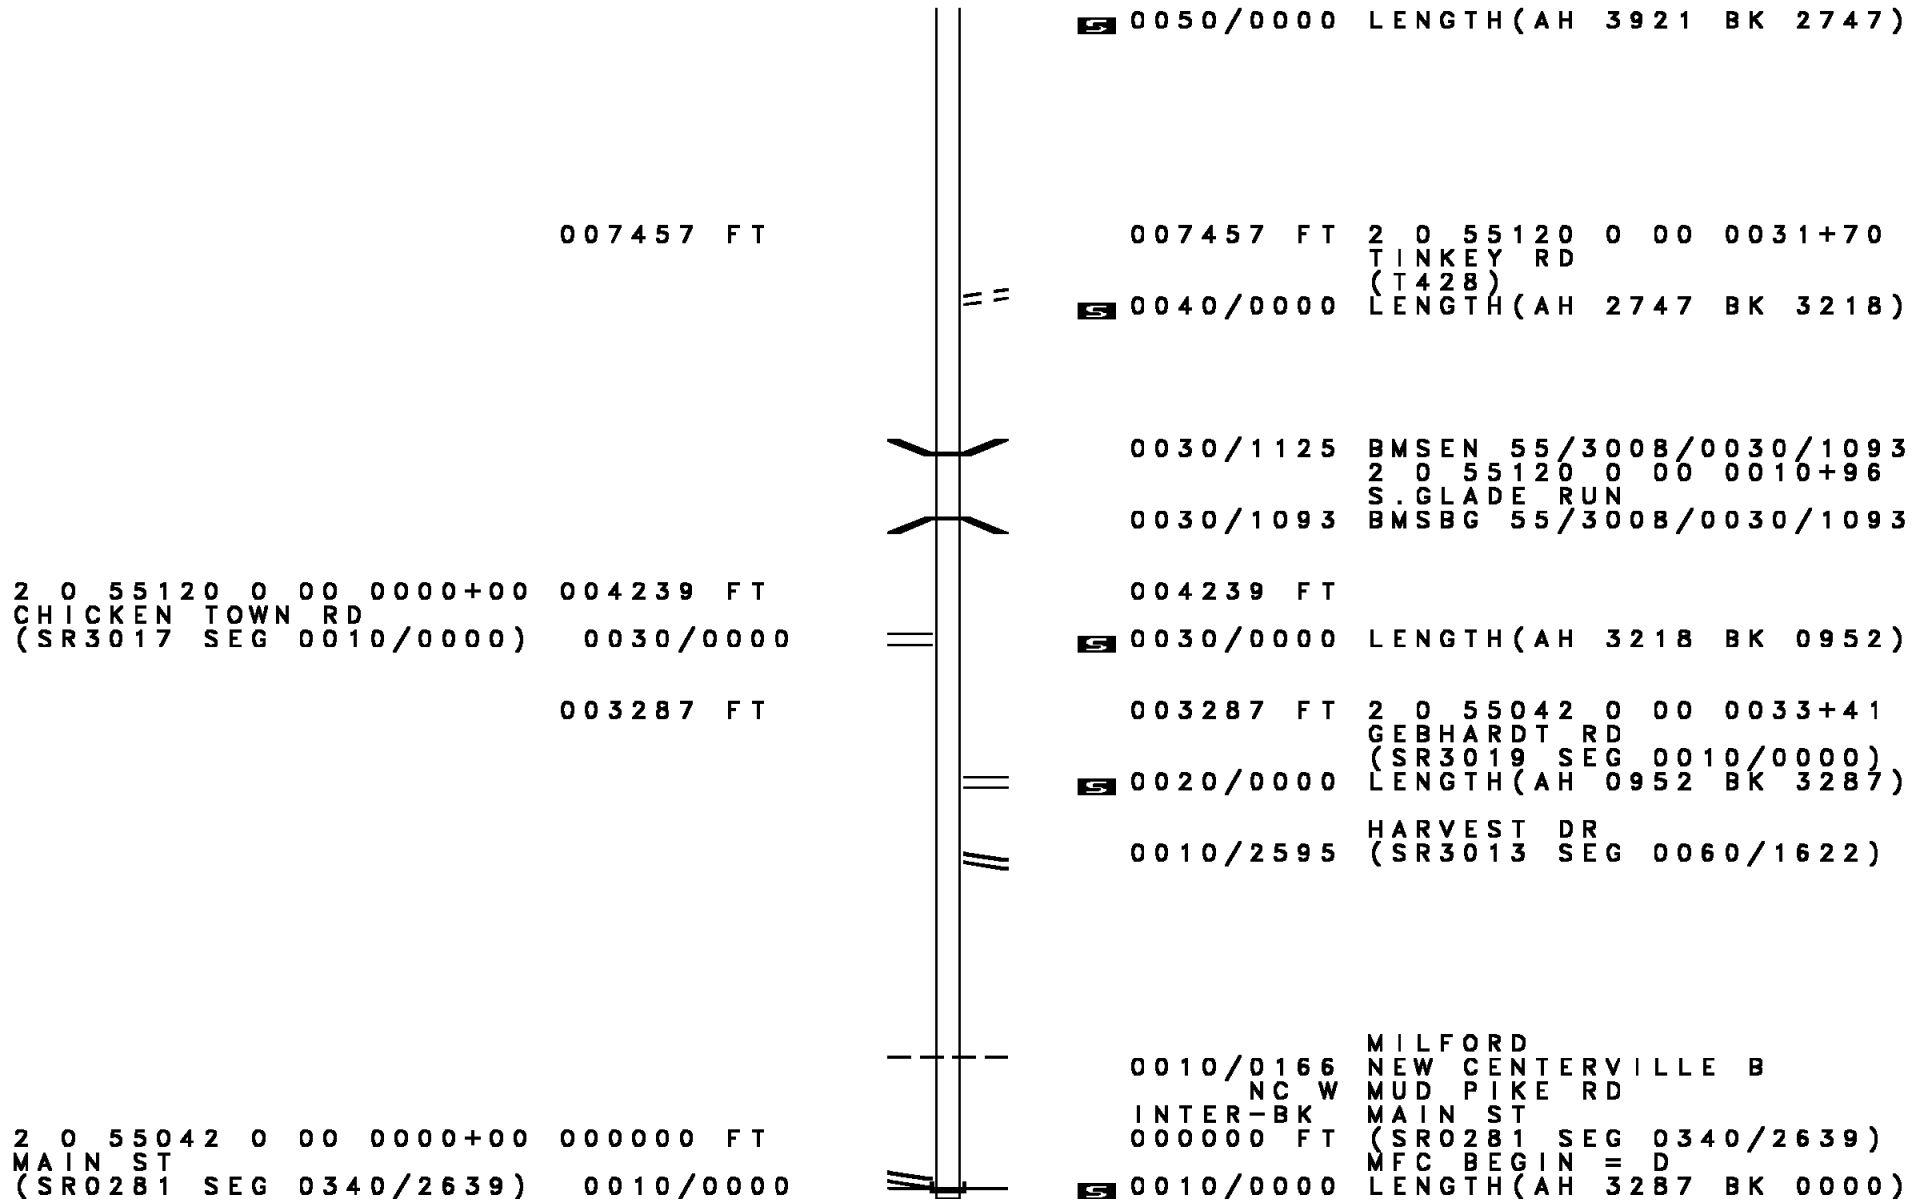 S 0050/0000 LENGTH(AH 3921 BK 2747)
007457 FT 007457 FT 2 0 55120 0 00 0031+70
TINKEY RD
(T428)
S 0040/0000 LENGTH(AH 2747 BK 3218)
0030/1125 BMSEN 55/3008/0030/1093
2 0 55120 0 00 0010+96
S.GLADE RUN
0030/1093 BMSBG 55/3008/0030/1093
2 0 55120 0 00 0000+00 004239 FT 004239 FT
CHICKEN TOWN RD
(SR3017 SEG 0010/0000) 0030/0000 S 0030/0000 LENGTH(AH 3218 BK 0952)
003287 FT 003287 FT 2 0 55042 0 00 0033+41
GEBHARDT RD
(SR3019 SEG 0010/0000)
S 0020/0000 LENGTH(AH 0952 BK 3287)
HARVEST DR
0010/2595 (SR3013 SEG 0060/1622)
MILFORD
0010/0166 NEW CENTERVILLE B
NC W MUD PIKE RD
INTER-BK MAIN ST
2 0 55042 0 00 0000+00 000000 FT 000000 FT (SR0281 SEG 0340/2639)
MAIN ST MFC BEGIN = D
(SR0281 SEG 0340/2639) 0010/0000 S 0010/0000 LENGTH(AH 3287 BK 0000)